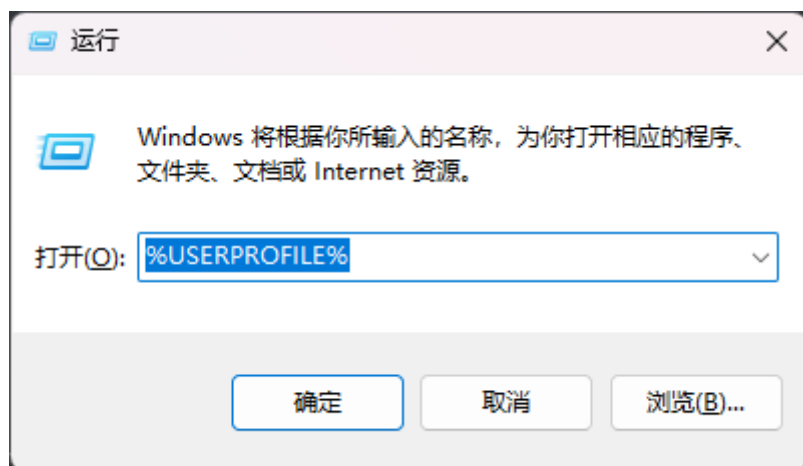 运行
Windows 将根据你所输入的名称，为你打开相应的程序、
文件夹、文档或 Internet 资源。
打开(O): %USERPROFILE%
确定 取消 浏览(B)...